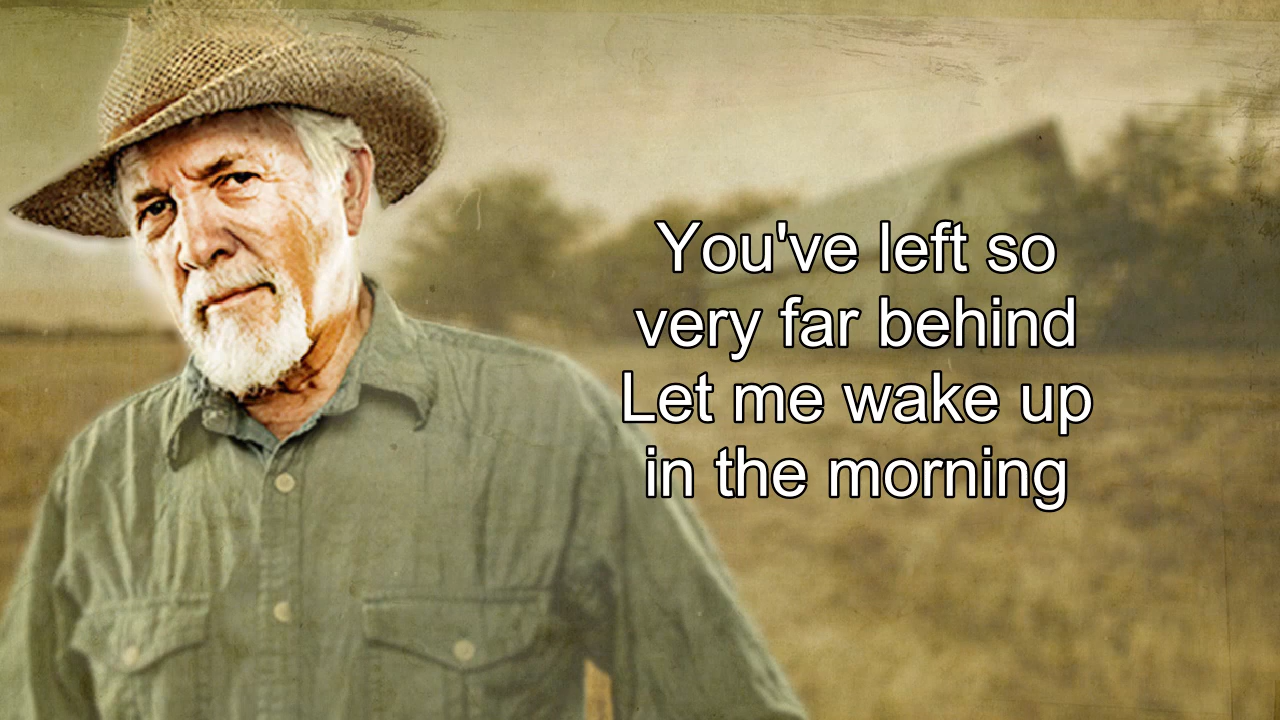 You've left so
very far behind
Let me wake up
in the morning